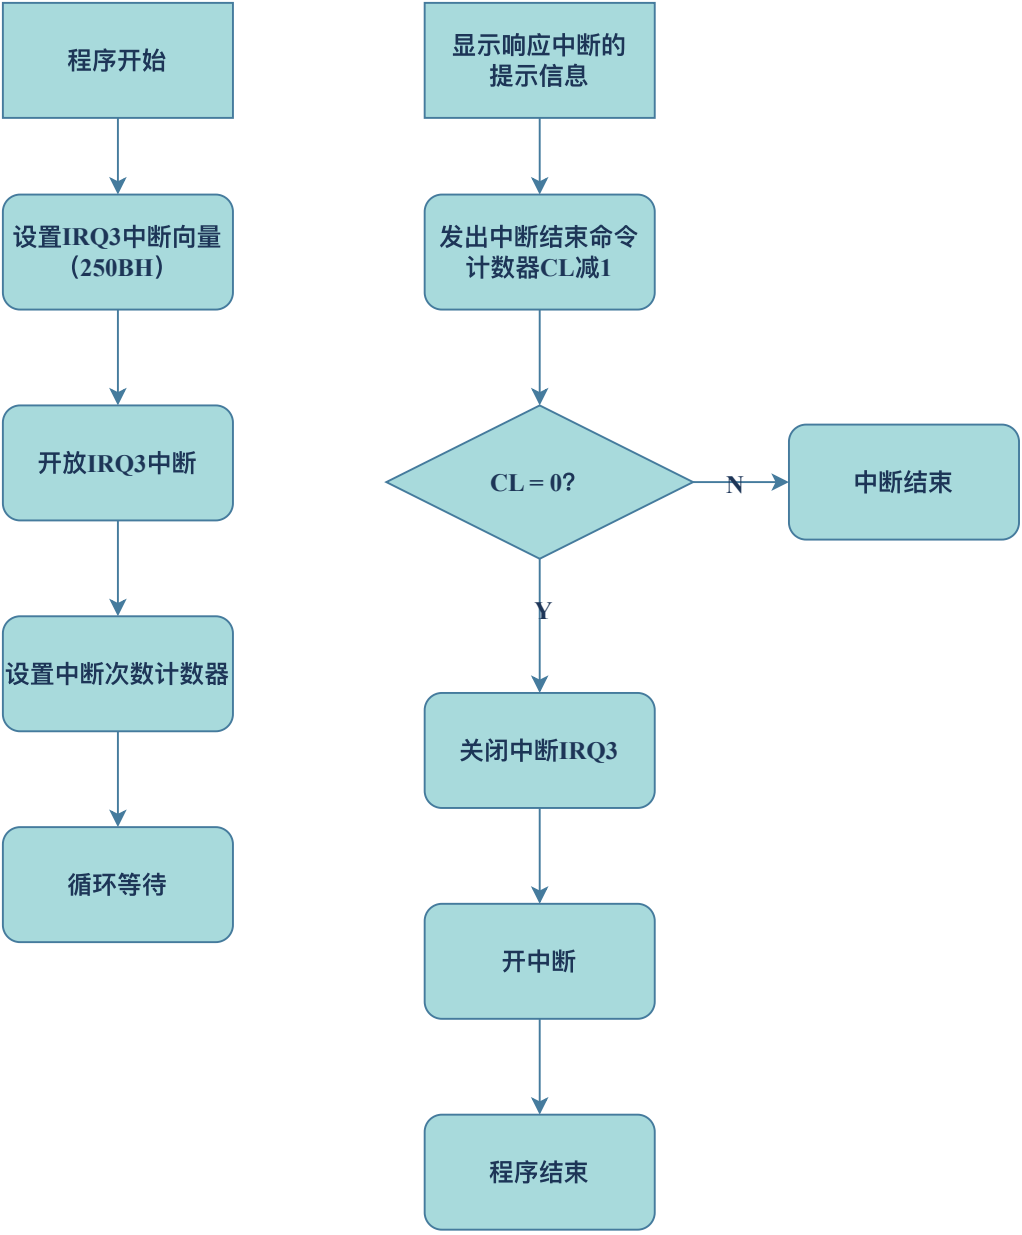 程序开始
设置IRQ3中断向量
（250BH）
开放IRQ3中断
设置中断次数计数器
循环等待
显示响应中断的
提示信息
发出中断结束命令
计数器CL减1
CL = 0?
N
中断结束
Y
关闭中断IRQ3
开中断
程序结束